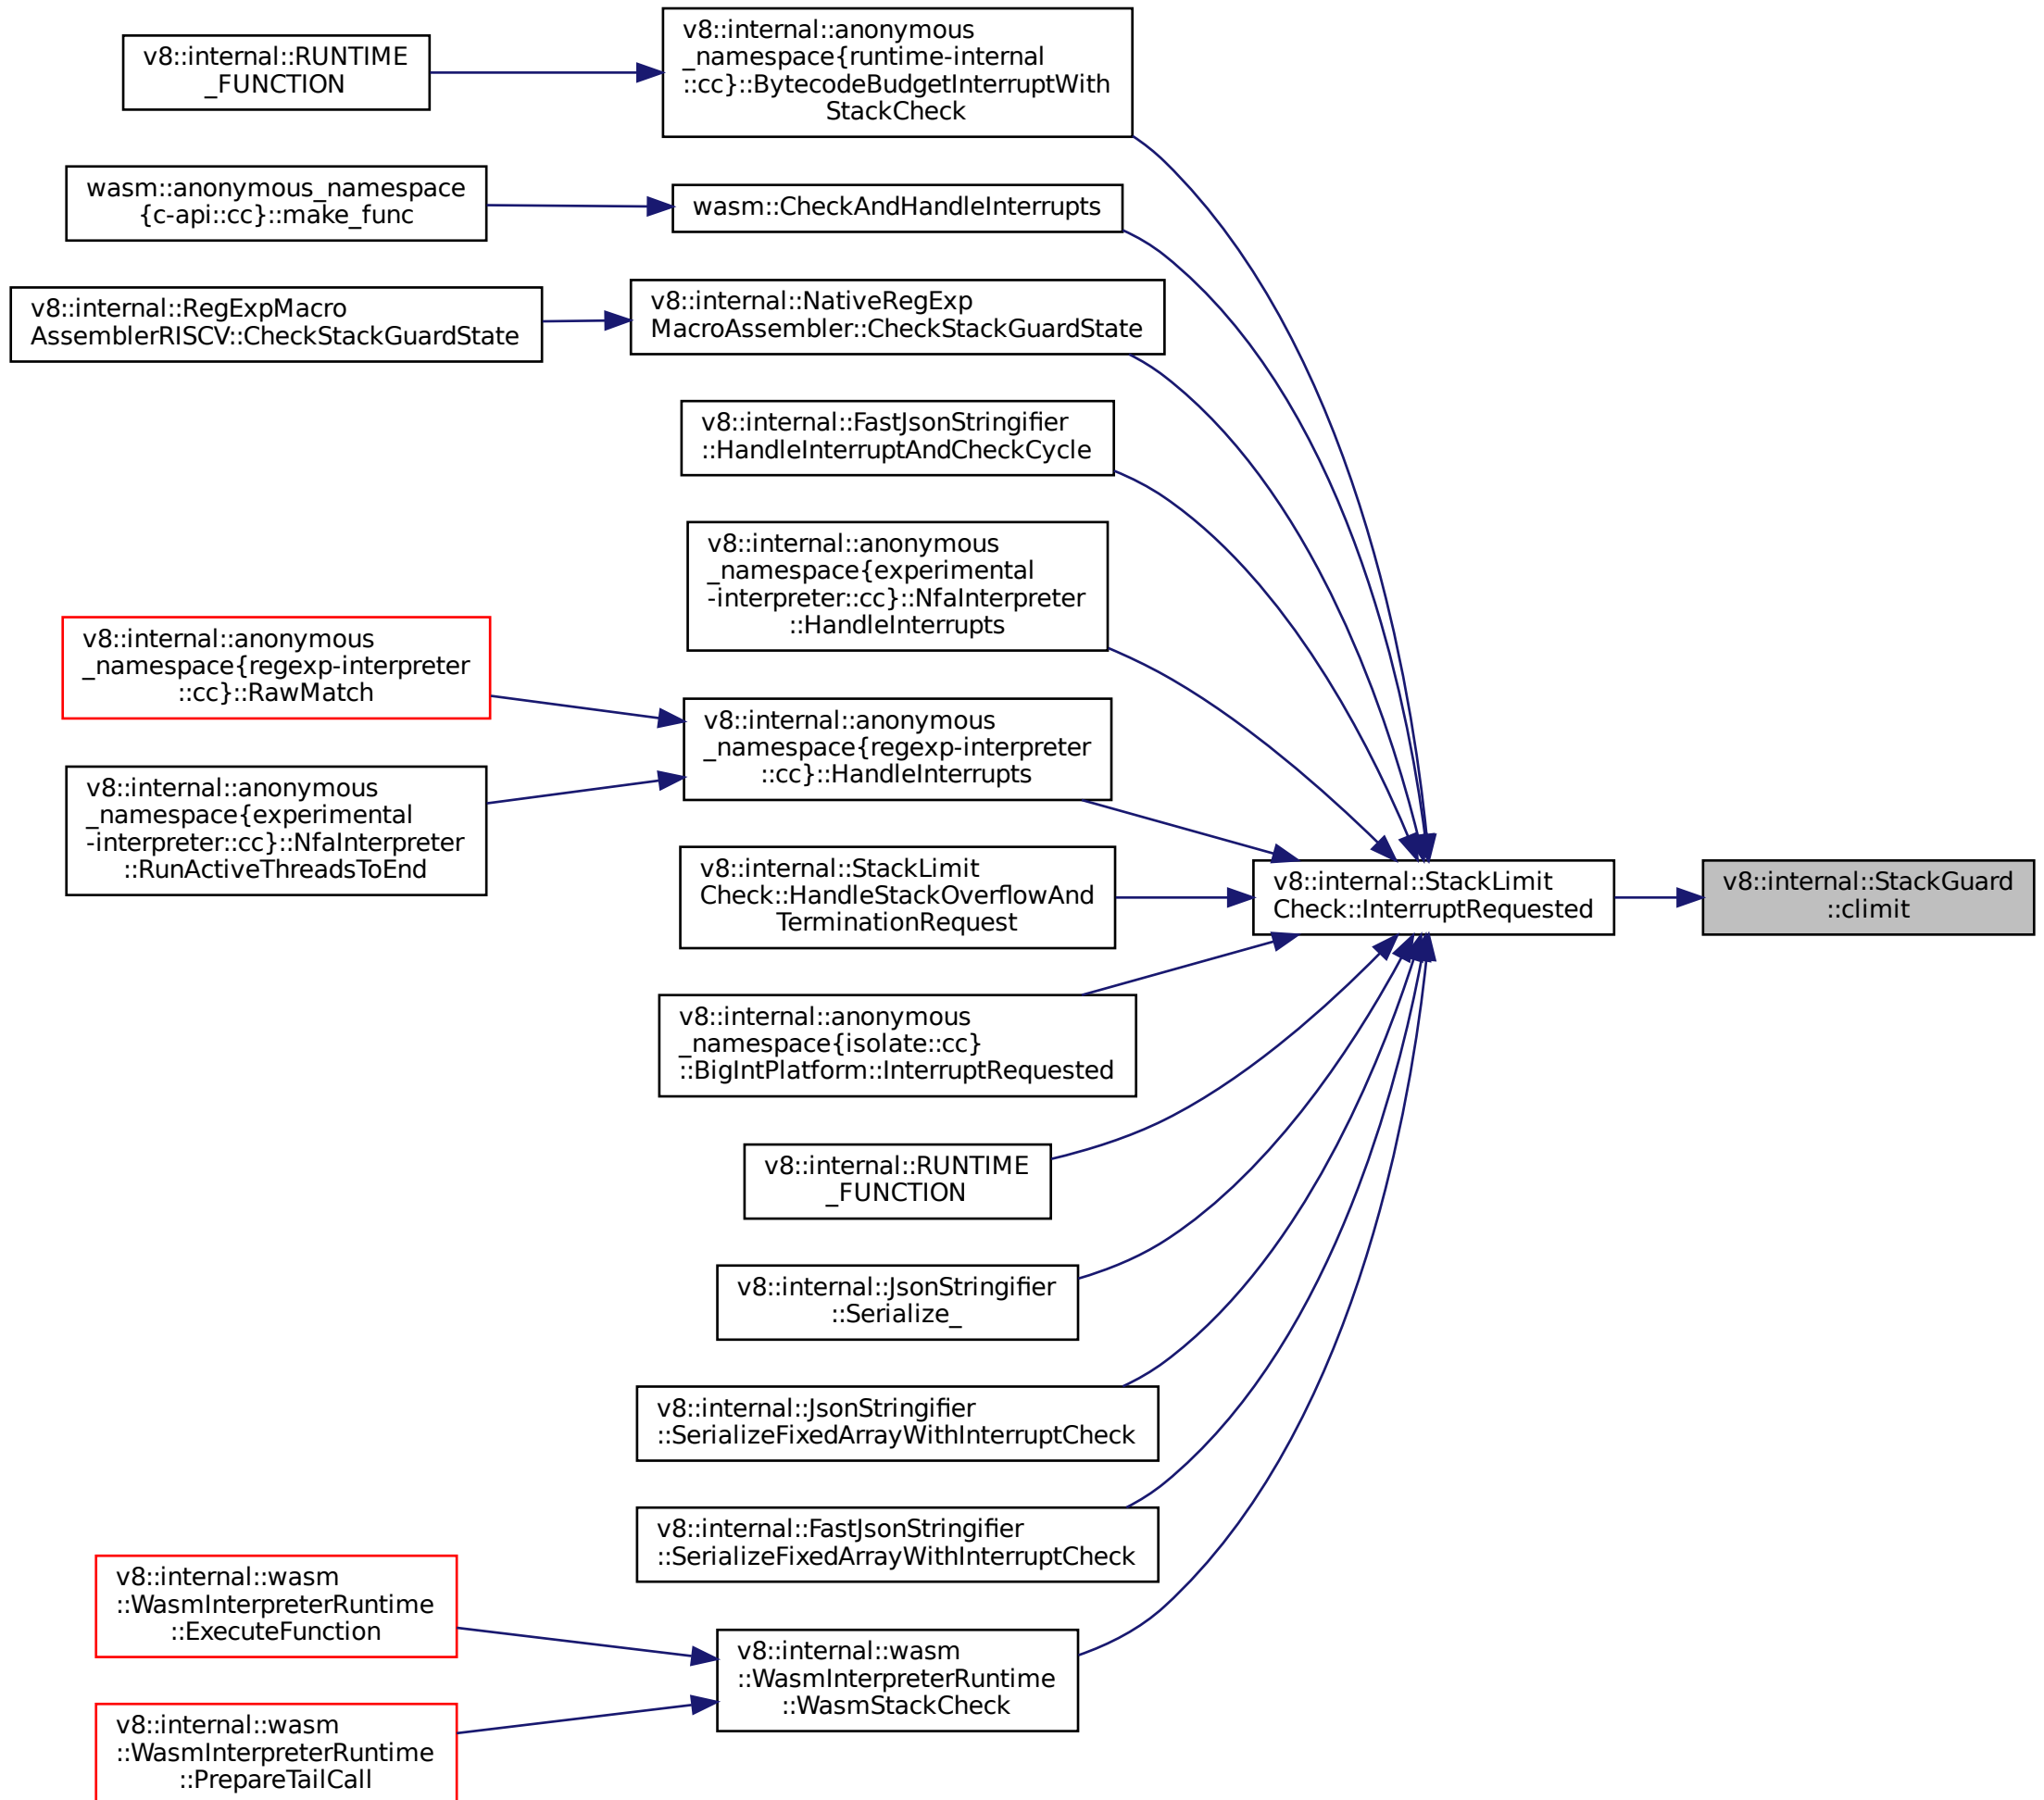 v8::internal::RUNTIME
_FUNCTION
v8::internal::anonymous
_namespace{runtime-internal
::cc}::BytecodeBudgetInterruptWith
StackCheck
wasm::anonymous_namespace
{c-api::cc}::make_func
wasm::CheckAndHandleInterrupts
v8::internal::RegExpMacro
AssemblerRISCV::CheckStackGuardState
v8::internal::NativeRegExp
MacroAssembler::CheckStackGuardState
v8::internal::FastJsonStringifier
::HandleInterruptAndCheckCycle
v8::internal::anonymous
_namespace{experimental
-interpreter::cc}::NfaInterpreter
::HandleInterrupts
v8::internal::anonymous
_namespace{regexp-interpreter
::cc}::RawMatch
v8::internal::anonymous
_namespace{regexp-interpreter
::cc}::HandleInterrupts
v8::internal::anonymous
_namespace{experimental
-interpreter::cc}::NfaInterpreter
::RunActiveThreadsToEnd
v8::internal::StackLimit
Check::HandleStackOverflowAnd
TerminationRequest
v8::internal::StackLimit
Check::InterruptRequested
v8::internal::StackGuard
::climit
v8::internal::anonymous
_namespace{isolate::cc}
::BigIntPlatform::InterruptRequested
v8::internal::RUNTIME
_FUNCTION
v8::internal::JsonStringifier
::Serialize_
v8::internal::JsonStringifier
::SerializeFixedArrayWithInterruptCheck
v8::internal::FastJsonStringifier
::SerializeFixedArrayWithInterruptCheck
v8::internal::wasm
::WasmInterpreterRuntime
::ExecuteFunction
v8::internal::wasm
::WasmInterpreterRuntime
::WasmStackCheck
v8::internal::wasm
::WasmInterpreterRuntime
::PrepareTailCall